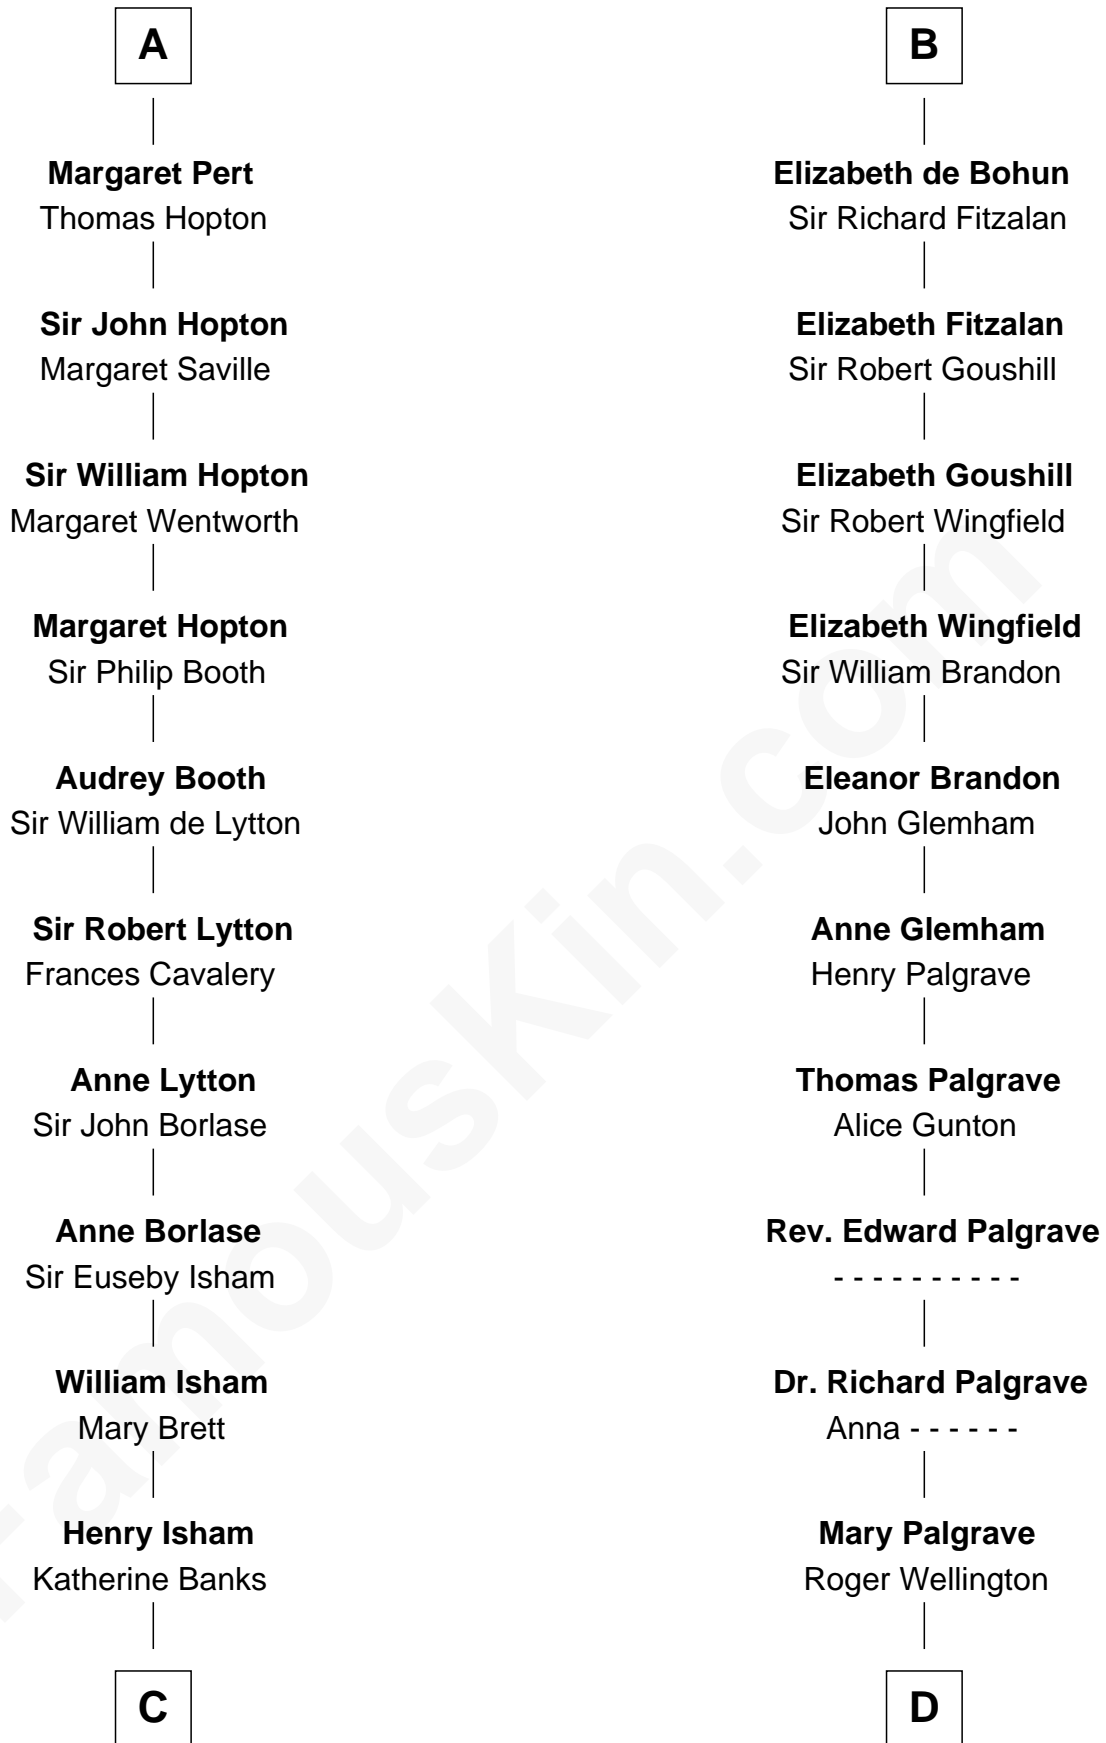 A
Margaret Pert
Thomas Hopton
Sir John Hopton
Margaret Saville
Sir William Hopton
Margaret Wentworth
Margaret Hopton
Sir Philip Booth
Audrey Booth
Sir William de Lytton
Sir Robert Lytton
Frances Cavalery
Anne Lytton
Sir John Borlase
Anne Borlase
Sir Euseby Isham
William Isham
Mary Brett
Henry Isham
Katherine Banks
C
B
Elizabeth de Bohun
Sir Richard Fitzalan
Elizabeth Fitzalan
Sir Robert Goushill
Elizabeth Goushill
Sir Robert Wingfield
Elizabeth Wingfield
Sir William Brandon
Eleanor Brandon
John Glemham
Anne Glemham
Henry Palgrave
Thomas Palgrave
Alice Gunton
Rev. Edward Palgrave
- - - - - - - - - -
Dr. Richard Palgrave
Anna - - - - - -
Mary Palgrave
Roger Wellington
D
FamousKin.com